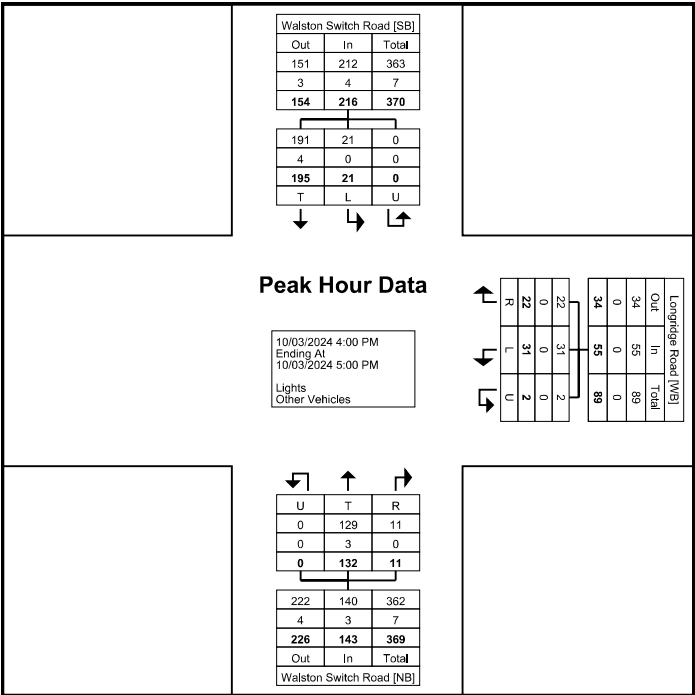 Walston Switch Road [SB]
Out In Total
151 212 363
3 4 7
154 216 370
191 21 0
4 0 0
195 21 0
T L U
Peak Hour Data
10/03/2024 4:00 PM
Ending At
10/03/2024 5:00 PM
Lights
Other Vehicles
Longridge Road [WB]
Out In Total
34 55 89
0 0 0
34 55 89
22 31 2
0 0 0
22 31 2
R L U
U T R
0 129 11
0 3 0
0 132 11
222 140 362
4 3 7
226 143 369
Out In Total
Walston Switch Road [NB]